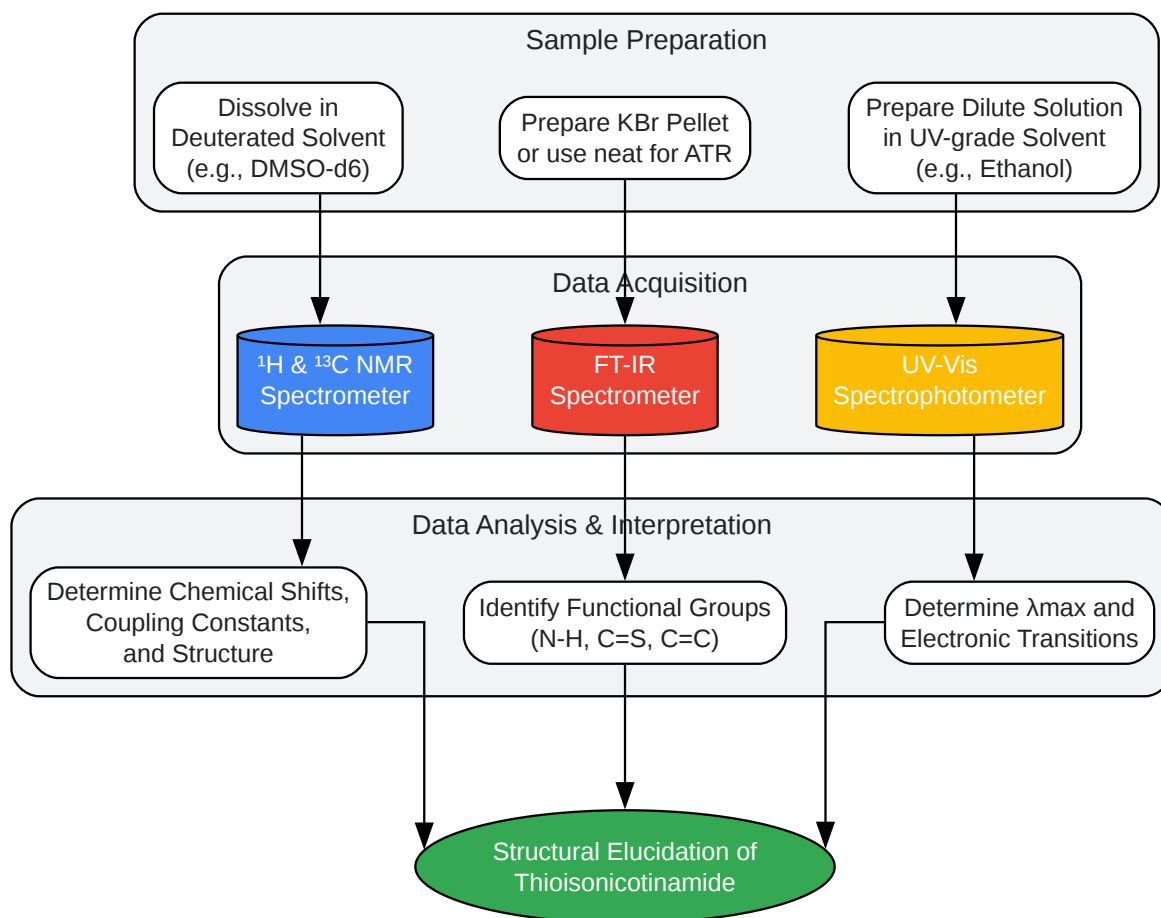 Sample Preparation
Dissolve in
Deuterated Solvent
(e.g., DMSO-d6)
Prepare KBr Pellet
or use neat for ATR
Prepare Dilute Solution
in UV-grade Solvent
(e.g., Ethanol)
Data Acquisition
¹H & ¹³C NMR
Spectrometer
FT-IR
Spectrometer
UV-Vis
Spectrophotometer
Data Analysis & Interpretation
Determine Chemical Shifts,
Coupling Constants,
and Structure
Identify Functional Groups
(N-H, C=S, C=C)
Determine λmax and
Electronic Transitions
Structural Elucidation of
Thioisonicotinamide